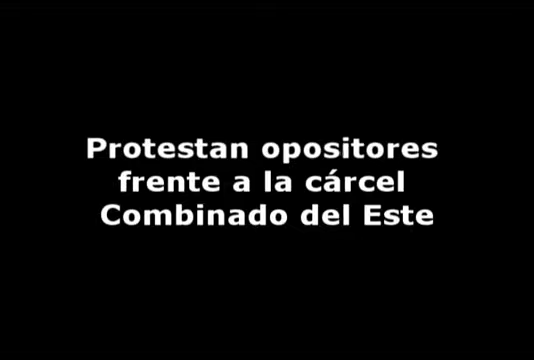 Protestan opositores
frente a la cárcel
Combinado del Este